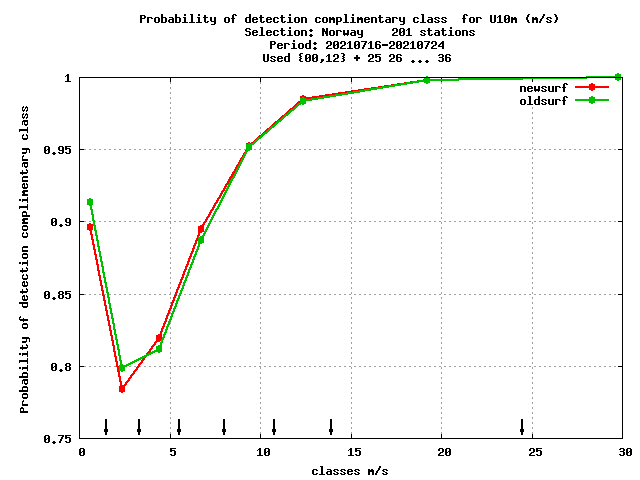 Probability of detection complimentary class  for U10m (m/s)
Selection: Norway    201 stations
Period: 20210716-20210724
Used {00,12} + 25 26 ... 36
newsurf
oldsurf
Probability of detection complimentary class
1
0.95
0.9
0.85
0.8
0.75
0
5
10
15
20
25
30
classes m/s